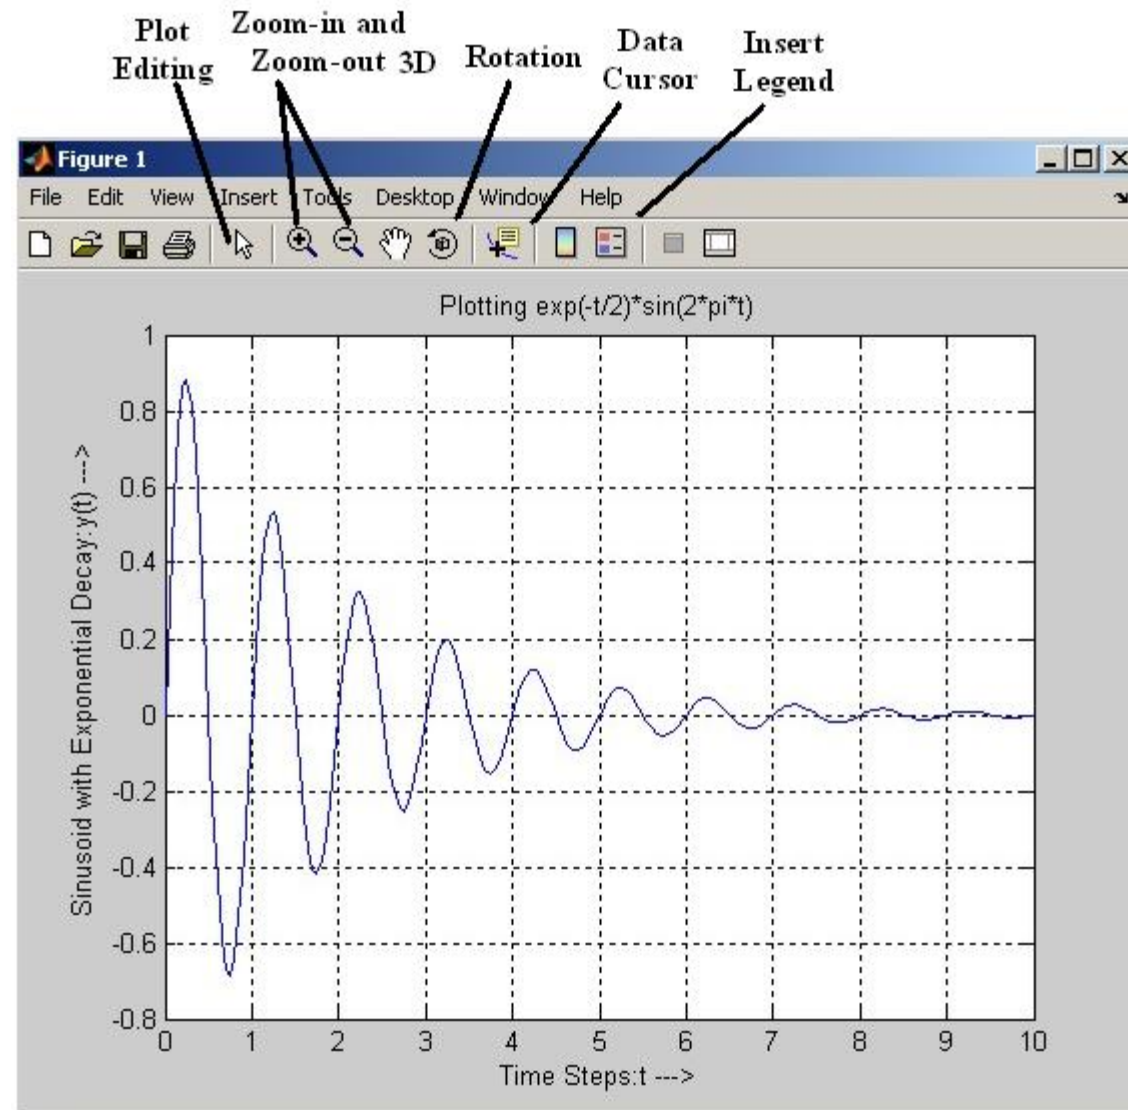 Plot
Editing
Zoom-in and
Zoom-out 3D
Rotation
Data
Cursor
Insert
Legend
Figure 1
File Edit View Insert Tools Desktop Window Help
Plotting exp(-t/2)*sin(2*pi*t)
1
0.8
0.6
0.4
0.2
0
-0.2
-0.4
-0.6
-0.8
Sinusoid with Exponential Decay:y(t) --->
0 1 2 3 4 5 6 7 8 9 10
Time Steps:t --->